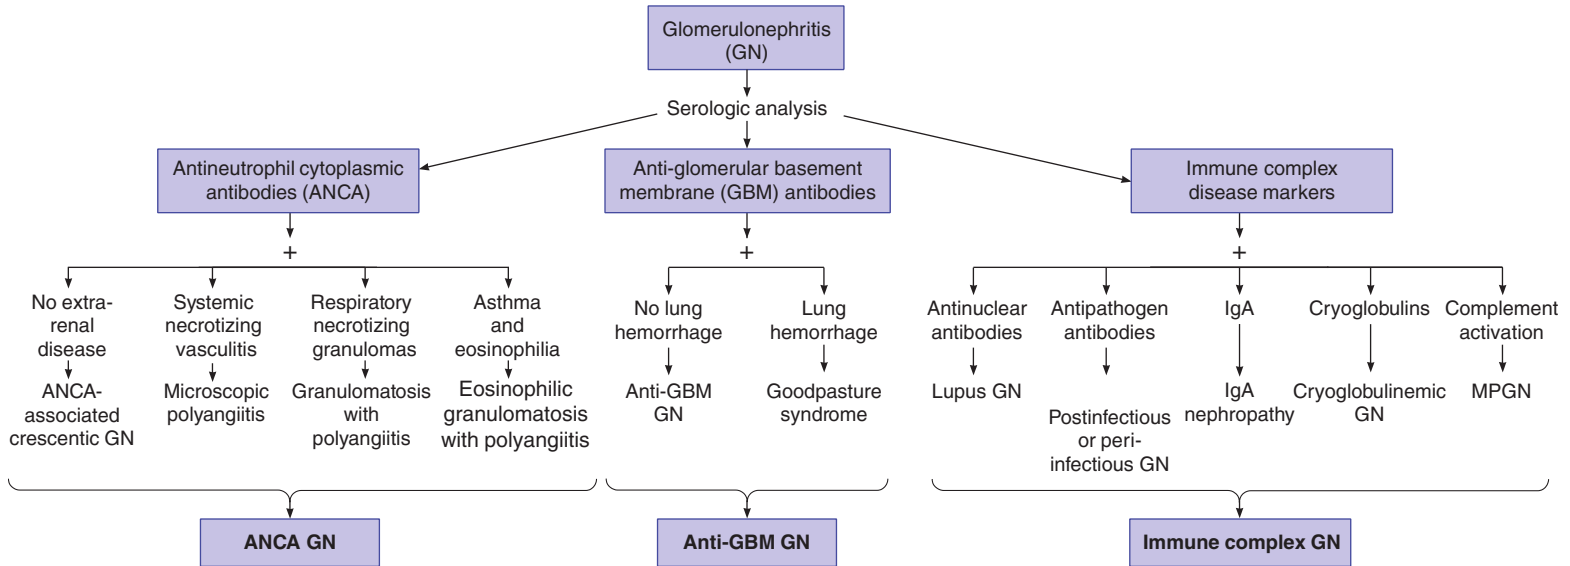 Glomerulonephritis
(GN)
Serologic analysis
Antineutrophil cytoplasmic
antibodies (ANCA)
Anti-glomerular basement
membrane (GBM) antibodies
Immune complex
disease markers
+
+
+
No extra-
renal
disease
Systemic
necrotizing
vasculitis
Respiratory
necrotizing
granulomas
Asthma
and
eosinophilia
No lung
hemorrhage
Lung
hemorrhage
Antinuclear
antibodies
Antipathogen
antibodies
IgA
Cryoglobulins
Complement
activation
ANCA-
associated
crescentic GN
Microscopic
polyangiitis
Granulomatosis
with
polyangiitis
Eosinophilic
granulomatosis
with polyangiitis
Anti-GBM
GN
Goodpasture
syndrome
Lupus GN
Postinfectious
or peri-
infectious GN
IgA
nephropathy
Cryoglobulinemic
GN
MPGN
ANCA GN
Anti-GBM GN
Immune complex GN